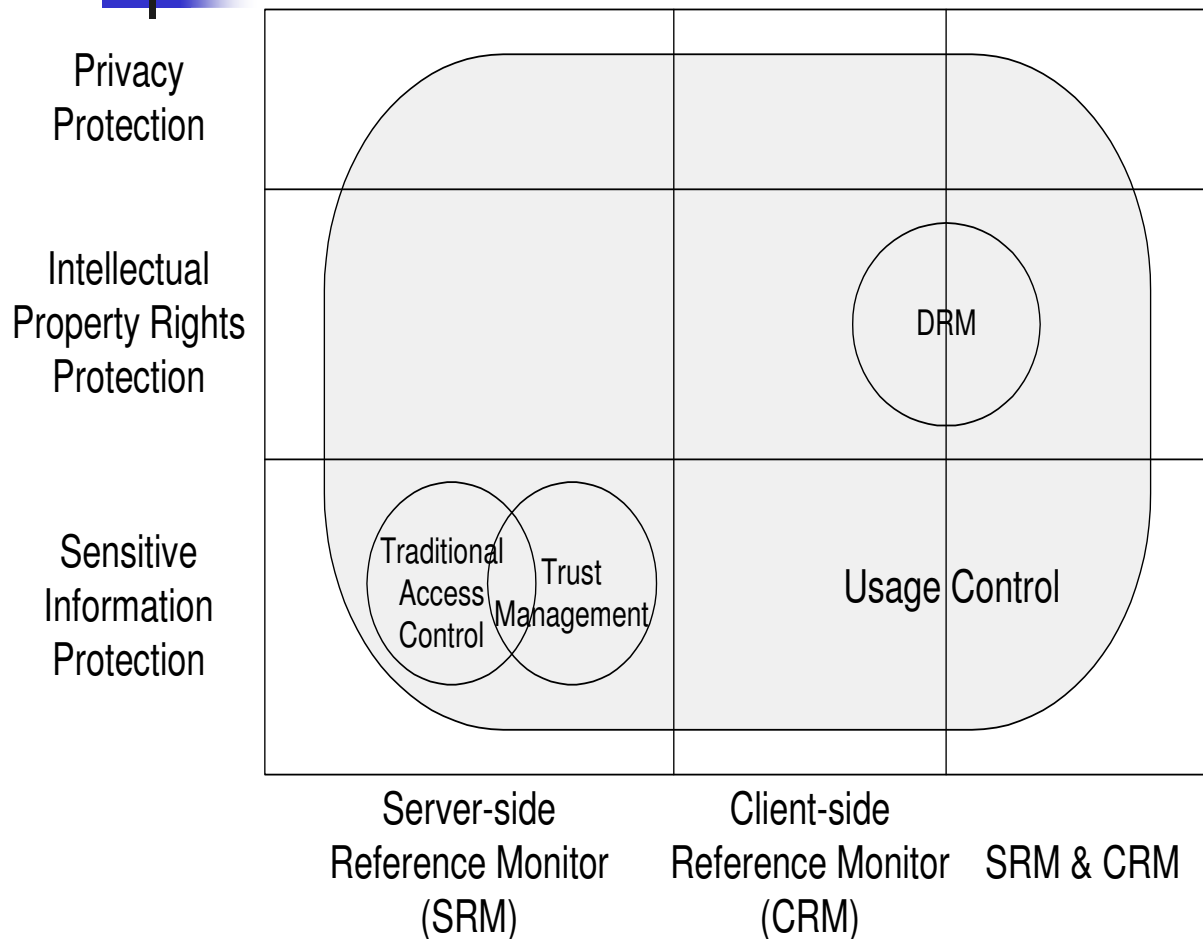 Privacy
Protection
Intellectual
Property Rights
Protection
DRM
Sensitive
Information
Protection
Traditional
Access
Control
Trust
Management
Usage Control
Server-side
Reference Monitor
(SRM)
Client-side
Reference Monitor
(CRM)
SRM & CRM